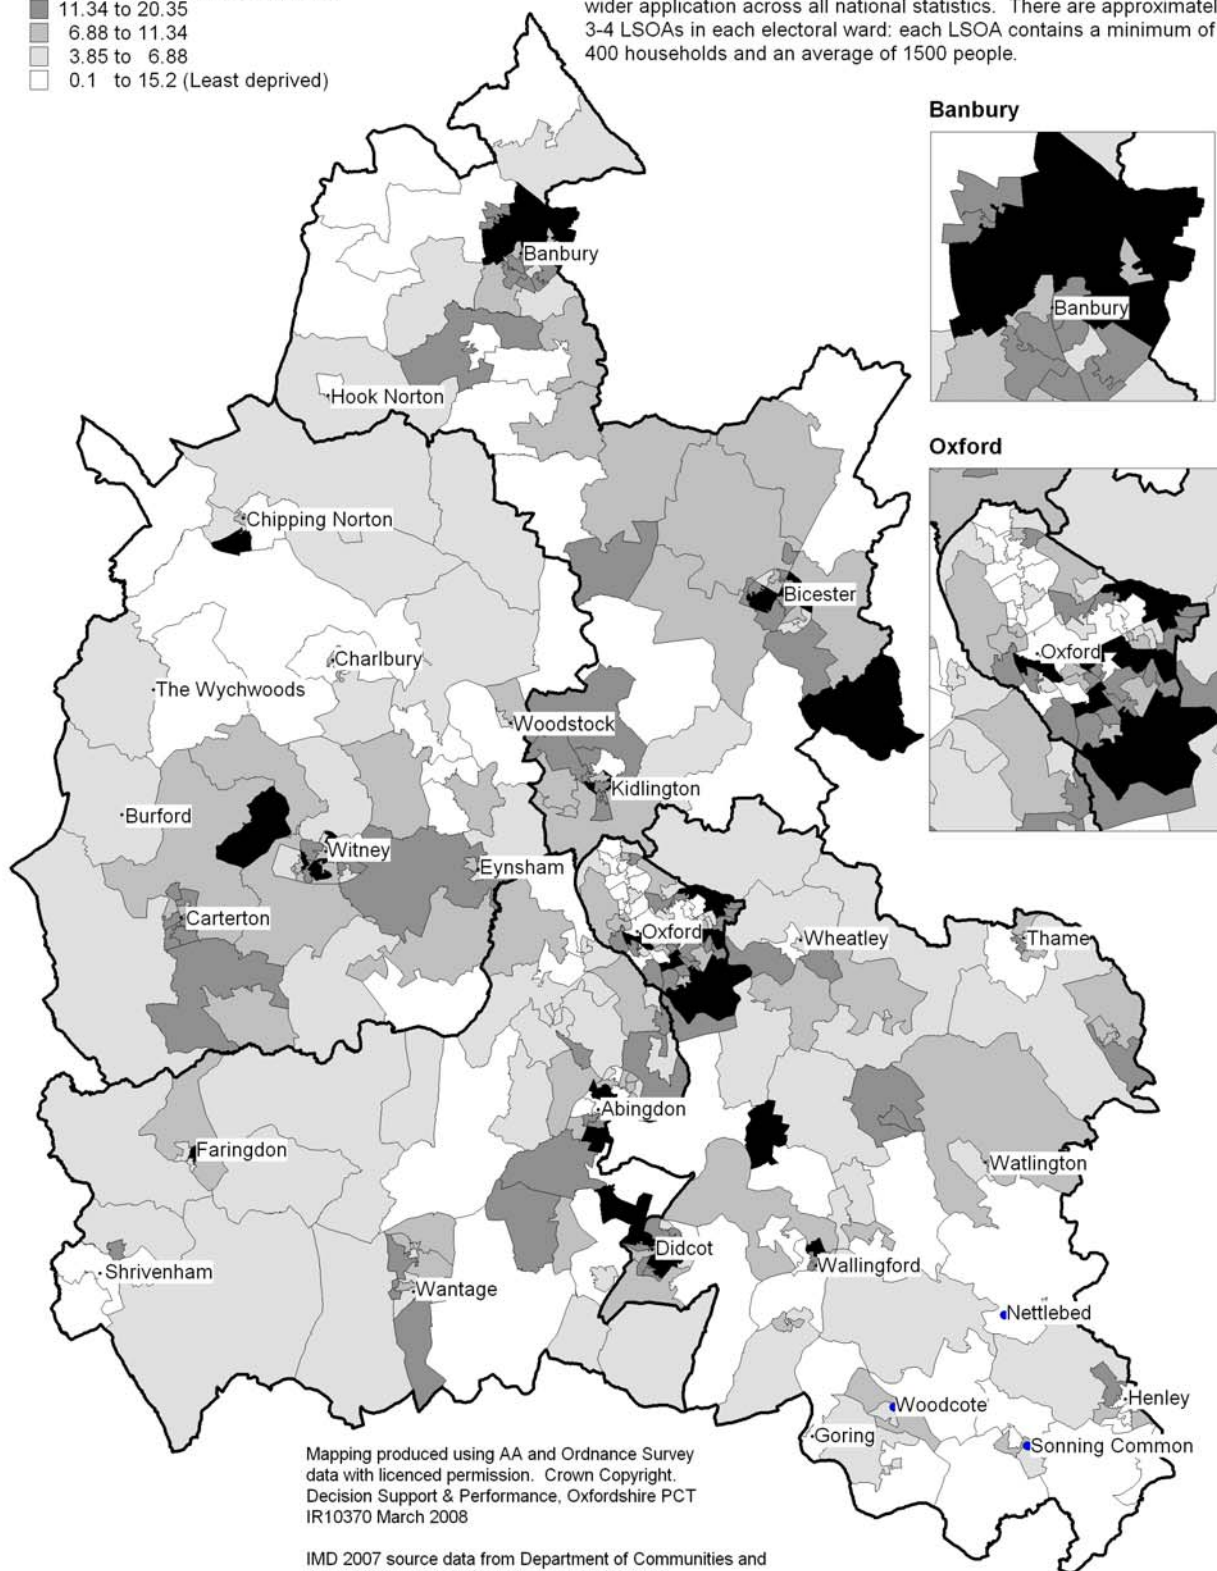 11.34 to 20.35
6.88 to 11.34
3.85 to 6.88
0.1 to 15.2 (Least deprived)
wider application across all national statistics. There are approximatel
3-4 LSOAs in each electoral ward: each LSOA contains a minimum of
400 households and an average of 1500 people.
Banbury
Banbury
Banbury
Hook Norton
Oxford
Chipping Norton
Bicester
Oxford
Charlbury
The Wychwoods
Woodstock
Kidlington
Burford
Witney
Eynsham
Carterton
Oxford
Wheatley
Thame
Abingdon
Faringdon
Watlington
Didcot
Wallingford
Shrivenham
Wantage
Nettlebed
Henley
Woodcote
Goring
Sonning Common
Mapping produced using AA and Ordnance Survey
data with licenced permission. Crown Copyright.
Decision Support & Performance, Oxfordshire PCT
IR10370 March 2008
IMD 2007 source data from Department of Communities and